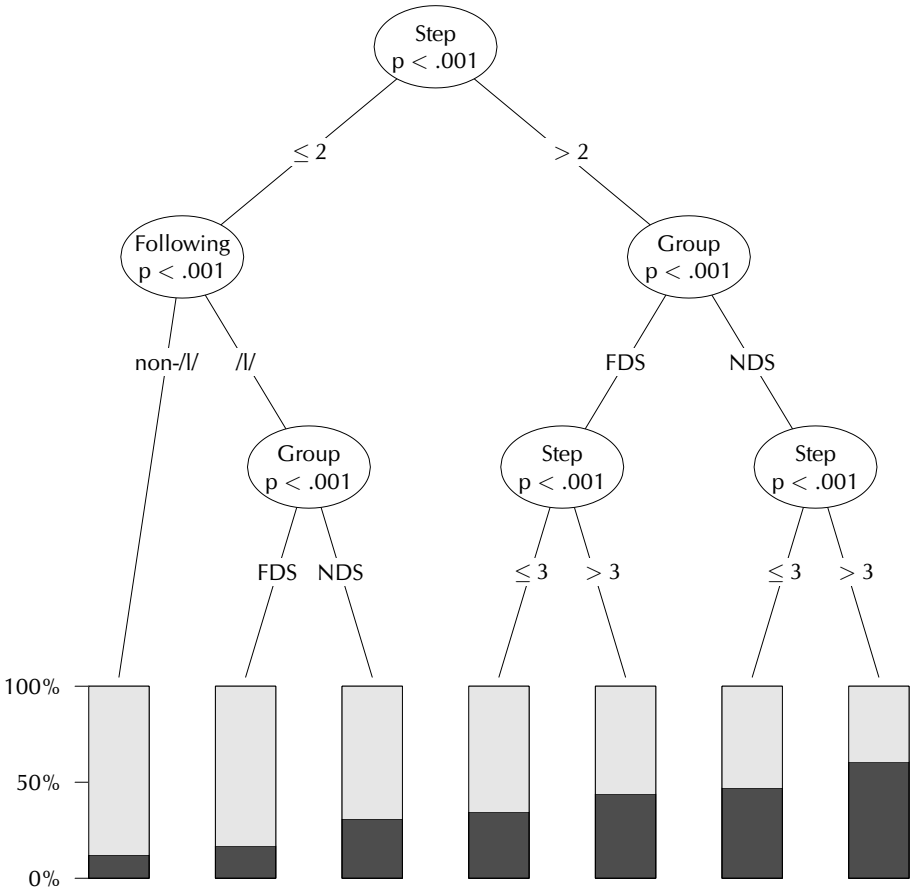 Step
p < .001
≤ 2
> 2
Following
p < .001
Group
p < .001
non-/l/
/l/
FDS
NDS
Group
p < .001
Step
p < .001
Step
p < .001
FDS
NDS
≤ 3
> 3
≤ 3
> 3
100%
50%
0%